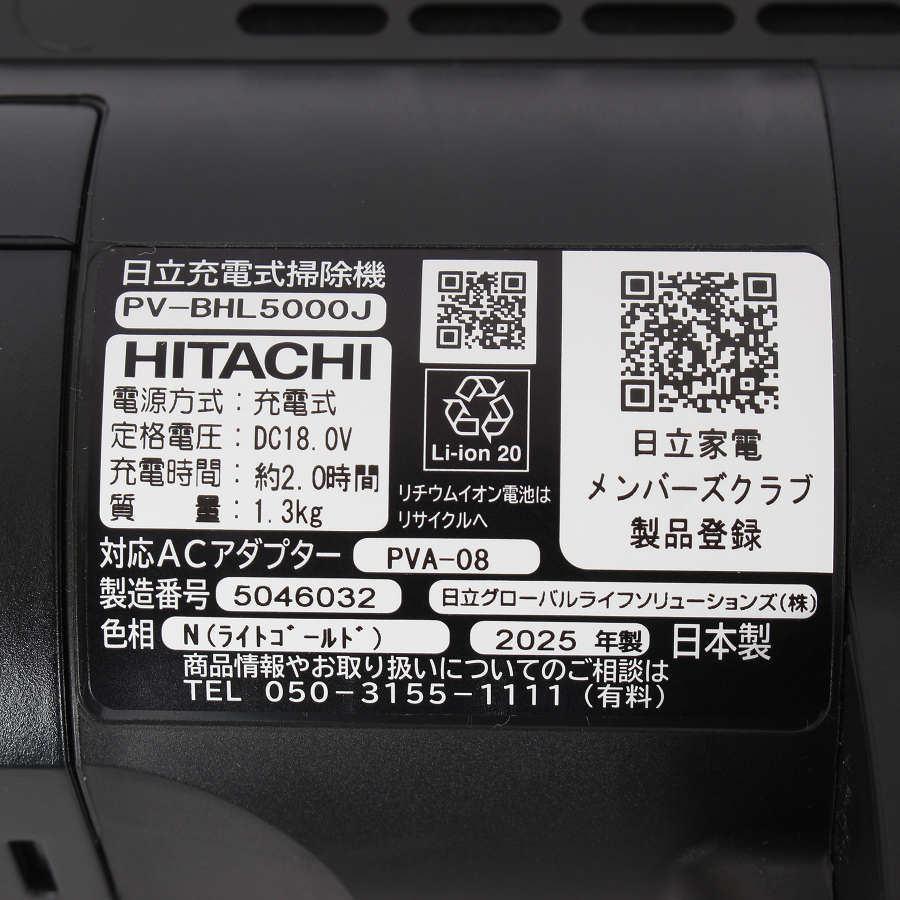 日立充電式掃除機
PV-BHL5000J
HITACHI
電源方式：充電式
定格電圧：DC18.0V
充電時間：約2.0時間
質　量：1.3kg
Li-ion 20
リチウムイオン電池は
リサイクルへ
日立家電
メンバーズクラブ
製品登録
対応ACアダプター PVA-08
製造番号 5046032 日立グローバルライフソリューションズ(株)
色相 N(ライトゴールド) 2025 年製 日本製
商品情報やお取り扱いについてのご相談は
TEL 050-3155-1111 (有料)